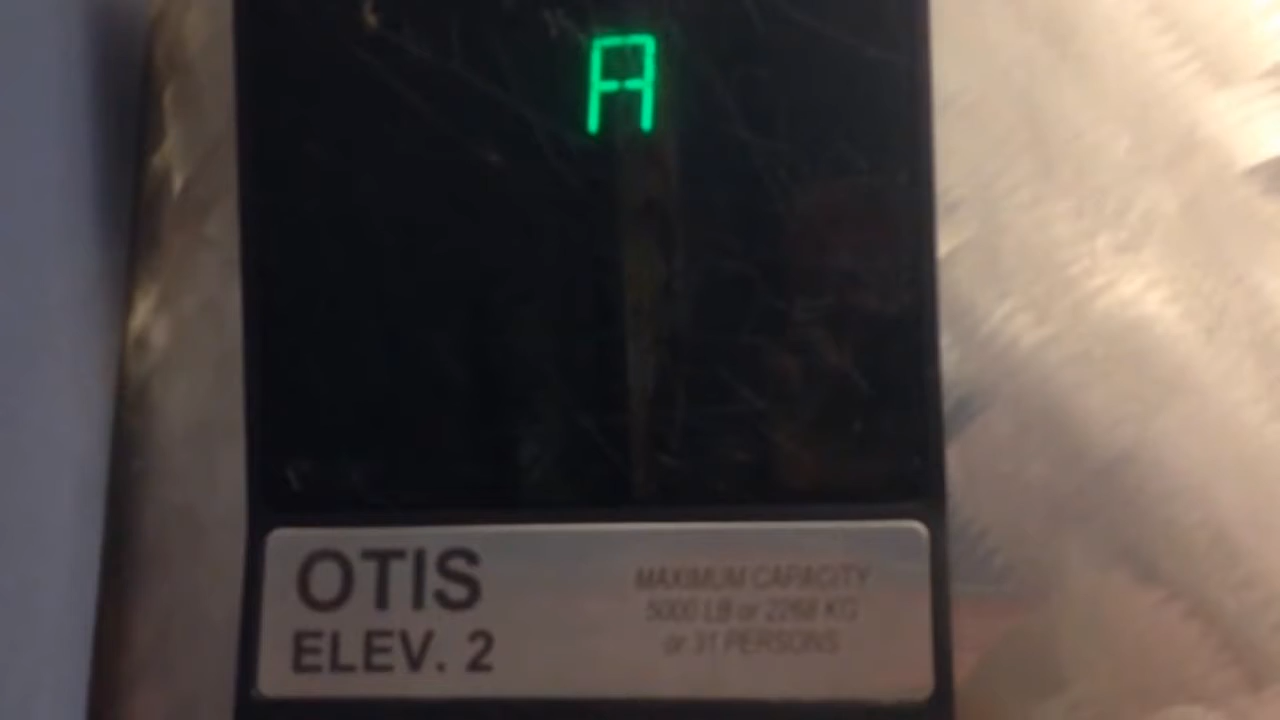 A
OTIS
ELEV. 2
MAXIMUM CAPACITY
5000 LB or 2268 KG
or 31 PERSONS